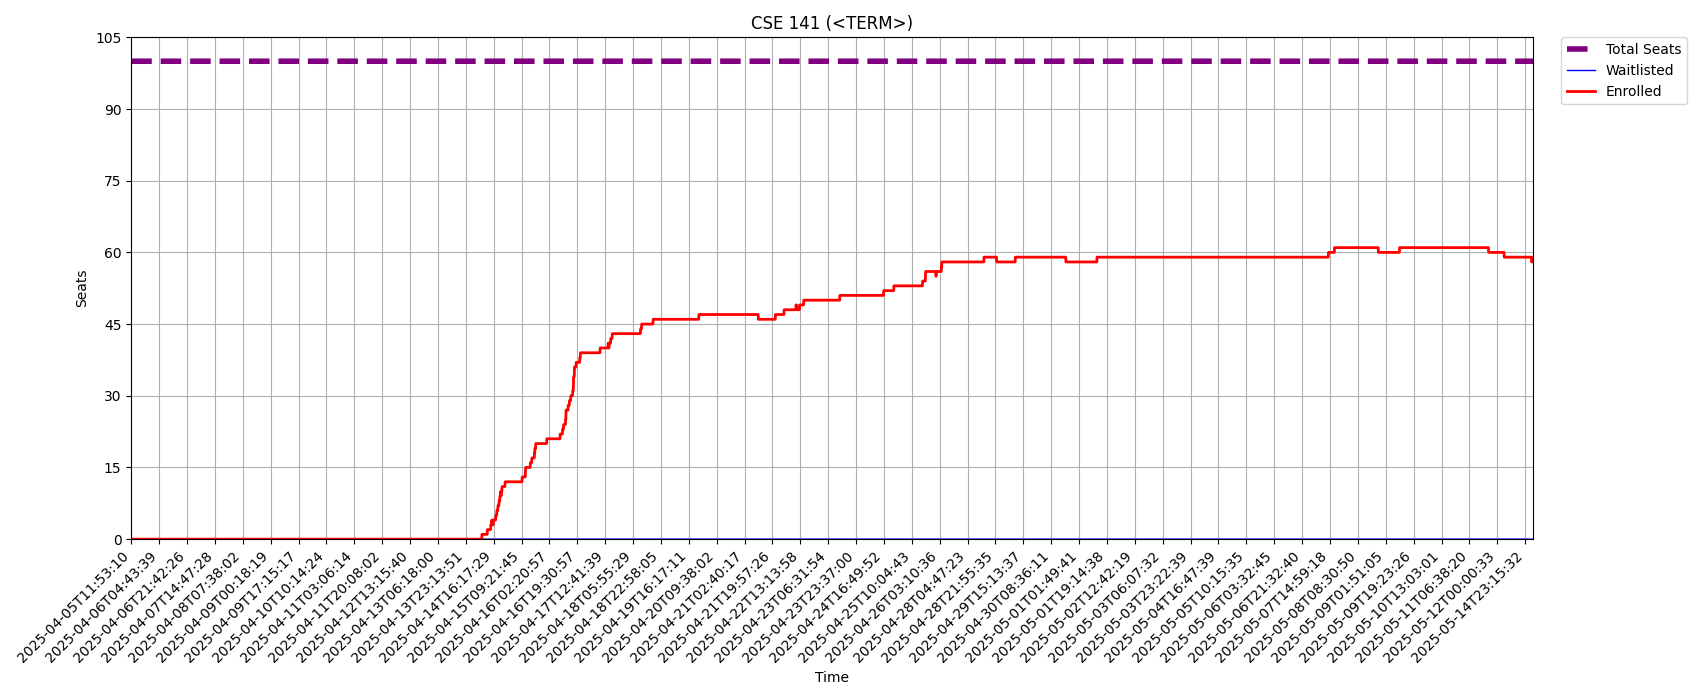 CSE 141 (<TERM>)
Total Seats
Waitlisted
Enrolled
Seats
105
90
75
60
45
30
15
0
2025-04-05T11:53:10
2025-04-06T04:43:39
2025-04-06T21:42:26
2025-04-07T14:47:28
2025-04-08T07:38:02
2025-04-09T00:18:19
2025-04-09T17:15:17
2025-04-10T10:14:24
2025-04-11T03:06:14
2025-04-11T20:08:02
2025-04-12T13:15:40
2025-04-13T06:18:00
2025-04-13T23:13:51
2025-04-14T16:17:29
2025-04-15T09:21:45
2025-04-16T02:20:57
2025-04-16T19:30:57
2025-04-17T12:41:39
2025-04-18T05:55:29
2025-04-18T22:58:05
2025-04-19T16:17:11
2025-04-20T09:38:02
2025-04-21T02:40:17
2025-04-21T19:57:26
2025-04-22T13:13:58
2025-04-23T06:31:54
2025-04-23T23:37:00
2025-04-24T16:49:52
2025-04-25T10:04:43
2025-04-26T03:10:36
2025-04-28T04:47:23
2025-04-28T21:55:35
2025-04-29T15:13:37
2025-04-30T08:36:11
2025-05-01T01:49:41
2025-05-01T19:14:38
2025-05-02T12:42:19
2025-05-03T06:07:32
2025-05-03T23:22:39
2025-05-04T16:47:39
2025-05-05T10:15:35
2025-05-06T03:32:45
2025-05-06T21:32:40
2025-05-07T14:59:18
2025-05-08T08:30:50
2025-05-09T01:51:05
2025-05-09T19:23:26
2025-05-10T13:03:01
2025-05-11T06:38:20
2025-05-12T00:00:33
2025-05-14T23:15:32
Time